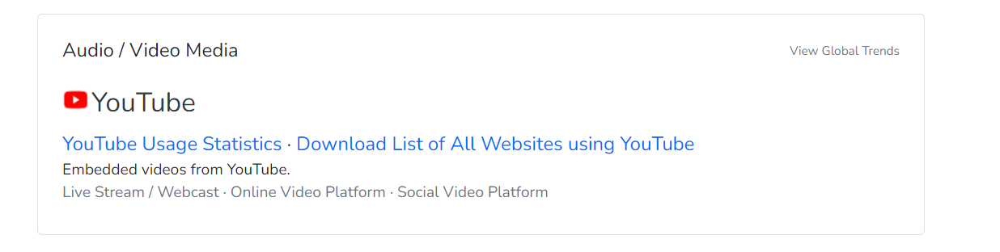 Audio / Video Media
View Global Trends
YouTube
YouTube Usage Statistics · Download List of All Websites using YouTube
Embedded videos from YouTube.
Live Stream / Webcast · Online Video Platform · Social Video Platform